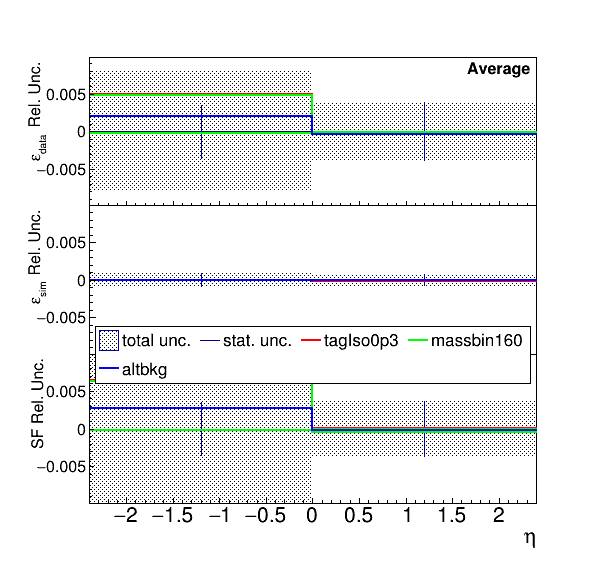 Average
ε_data Rel. Unc.
0.005
0
−0.005
ε_sim Rel. Unc.
0.005
0
−0.005
total unc. stat. unc. tagIso0p3 massbin160
altbkg
SF Rel. Unc.
0.005
0
−0.005
−2 −1.5 −1 −0.5 0 0.5 1 1.5 2
η